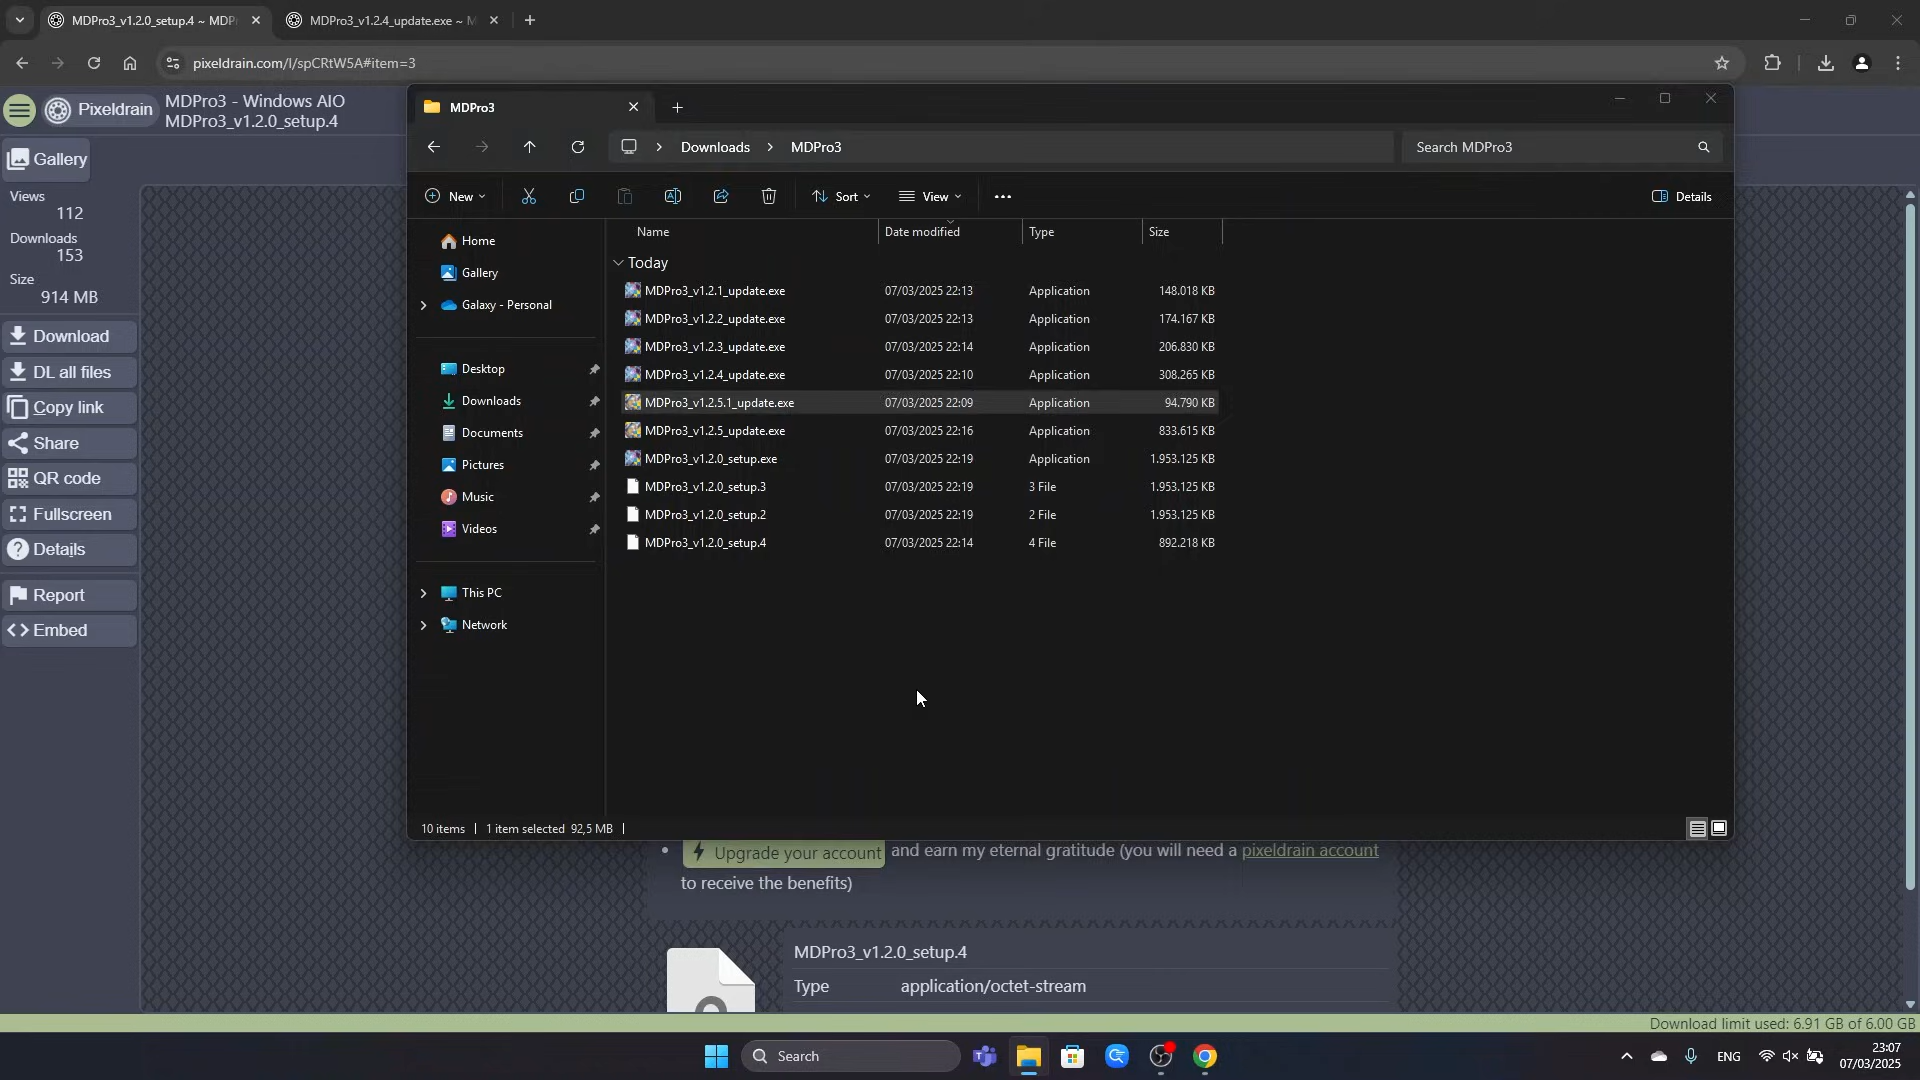 MDPro3_v1.2.0_setup.4 ~ MDPr
MDPro3_v1.2.4_update.exe ~ M
pixeldrain.com/l/spCRtW5A#item=3
Pixeldrain
MDPro3 - Windows AIO
MDPro3_v1.2.0_setup.4
Gallery
Views
112
Downloads
153
Size
914 MB
Download
DL all files
Copy link
Share
QR code
Fullscreen
Details
Report
Embed
MDPro3
Downloads > MDPro3
Search MDPro3
New
Sort
View
Details
Home
Gallery
Galaxy - Personal
Desktop
Downloads
Documents
Pictures
Music
Videos
This PC
Network
Name Date modified Type Size
Today
MDPro3_v1.2.1_update.exe 07/03/2025 22:13 Application 148.018 KB
MDPro3_v1.2.2_update.exe 07/03/2025 22:13 Application 174.167 KB
MDPro3_v1.2.3_update.exe 07/03/2025 22:14 Application 206.830 KB
MDPro3_v1.2.4_update.exe 07/03/2025 22:10 Application 308.265 KB
MDPro3_v1.2.5.1_update.exe 07/03/2025 22:09 Application 94.790 KB
MDPro3_v1.2.5_update.exe 07/03/2025 22:16 Application 833.615 KB
MDPro3_v1.2.0_setup.exe 07/03/2025 22:19 Application 1.953.125 KB
MDPro3_v1.2.0_setup.3 07/03/2025 22:19 3 File 1.953.125 KB
MDPro3_v1.2.0_setup.2 07/03/2025 22:19 2 File 1.953.125 KB
MDPro3_v1.2.0_setup.4 07/03/2025 22:14 4 File 892.218 KB
10 items | 1 item selected 92,5 MB |
Upgrade your account and earn my eternal gratitude (you will need a pixeldrain account
to receive the benefits)
MDPro3_v1.2.0_setup.4
Type application/octet-stream
Download limit used: 6.91 GB of 6.00 GB
Search
ENG
23:07
07/03/2025